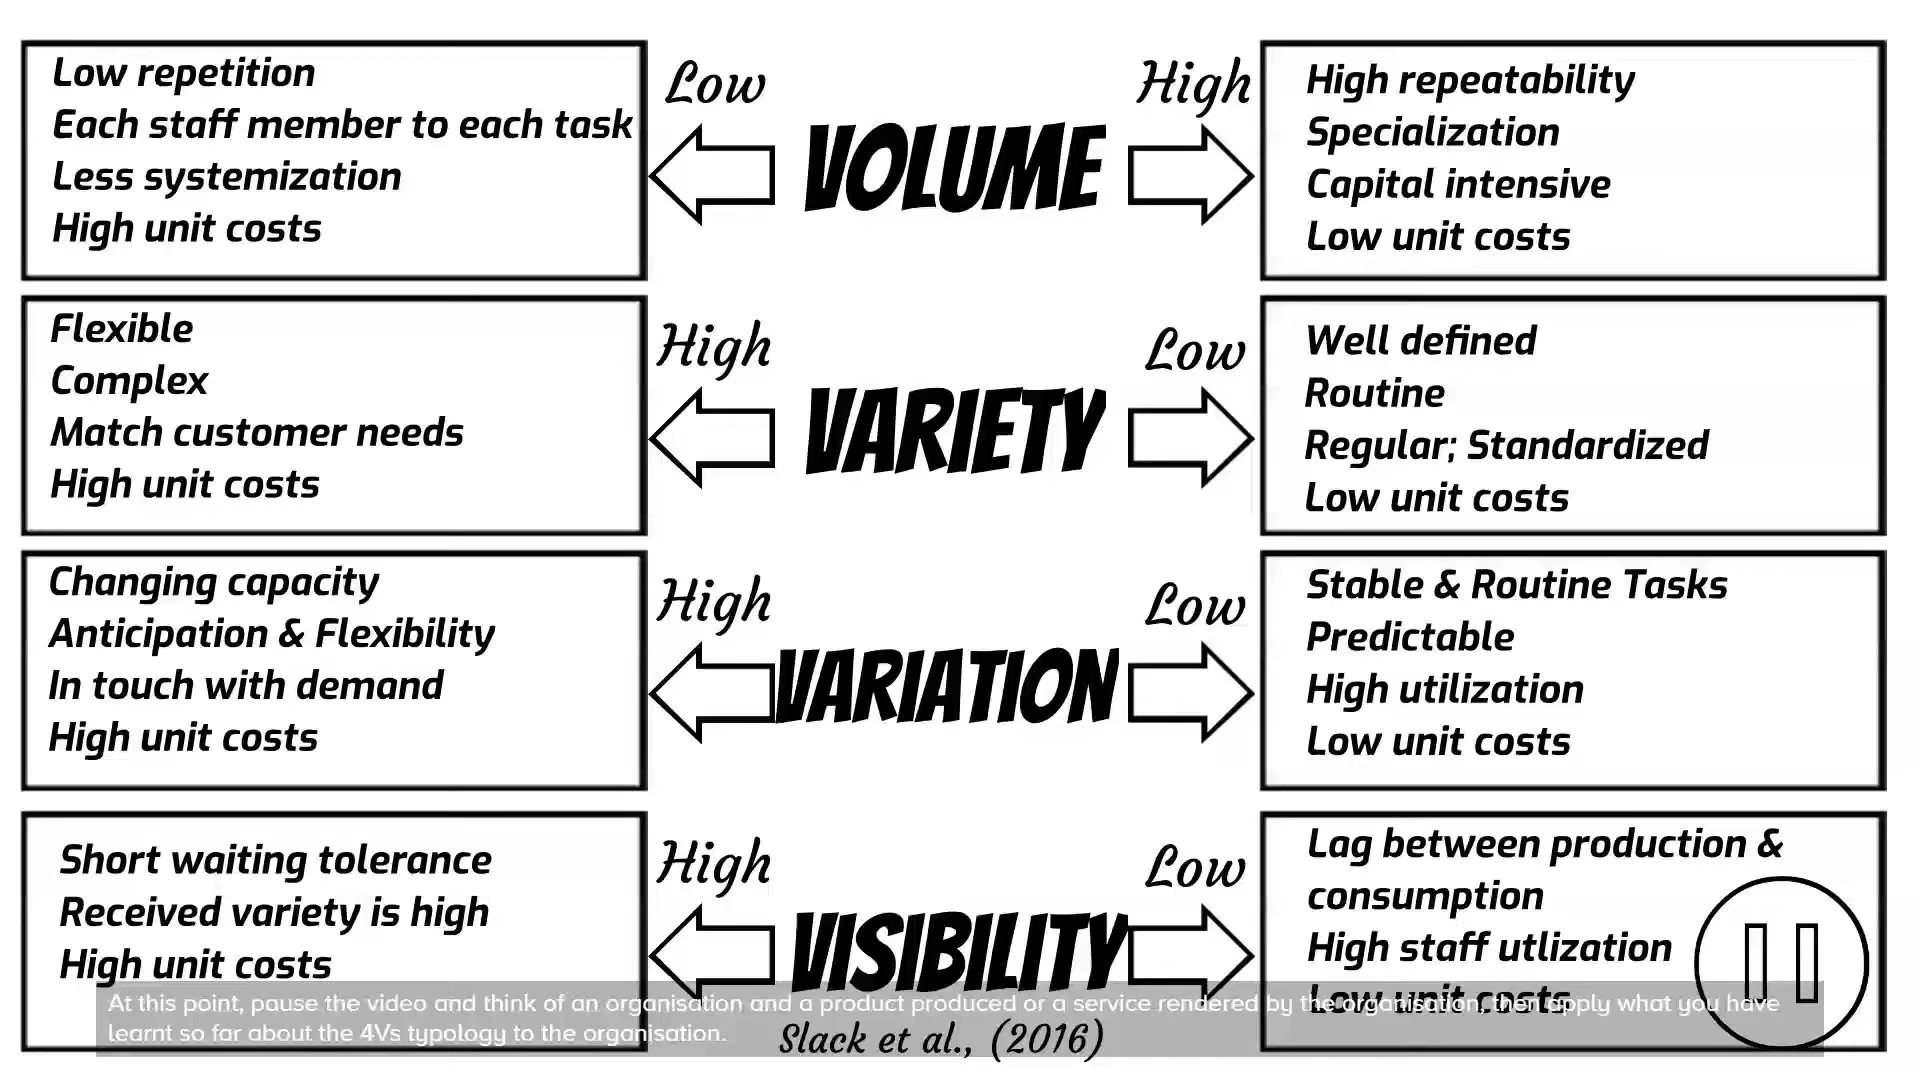 Low repetition
Each staff member to each task
Less systemization
High unit costs
Low
VOLUME
High
High repeatability
Specialization
Capital intensive
Low unit costs
Flexible
Complex
Match customer needs
High unit costs
High
VARIETY
Low
Well defined
Routine
Regular; Standardized
Low unit costs
Changing capacity
Anticipation & Flexibility
In touch with demand
High unit costs
High
VARIATION
Low
Stable & Routine Tasks
Predictable
High utilization
Low unit costs
Short waiting tolerance
Received variety is high
High unit costs
High
VISIBILITY
Low
Lag between production &
consumption
High staff utlization
Low unit costs
At this point, pause the video and think of an organisation and a product produced or a service rendered by the organisation, then apply what you have
learnt so far about the 4Vs typology to the organisation.
Slack et al., (2016)